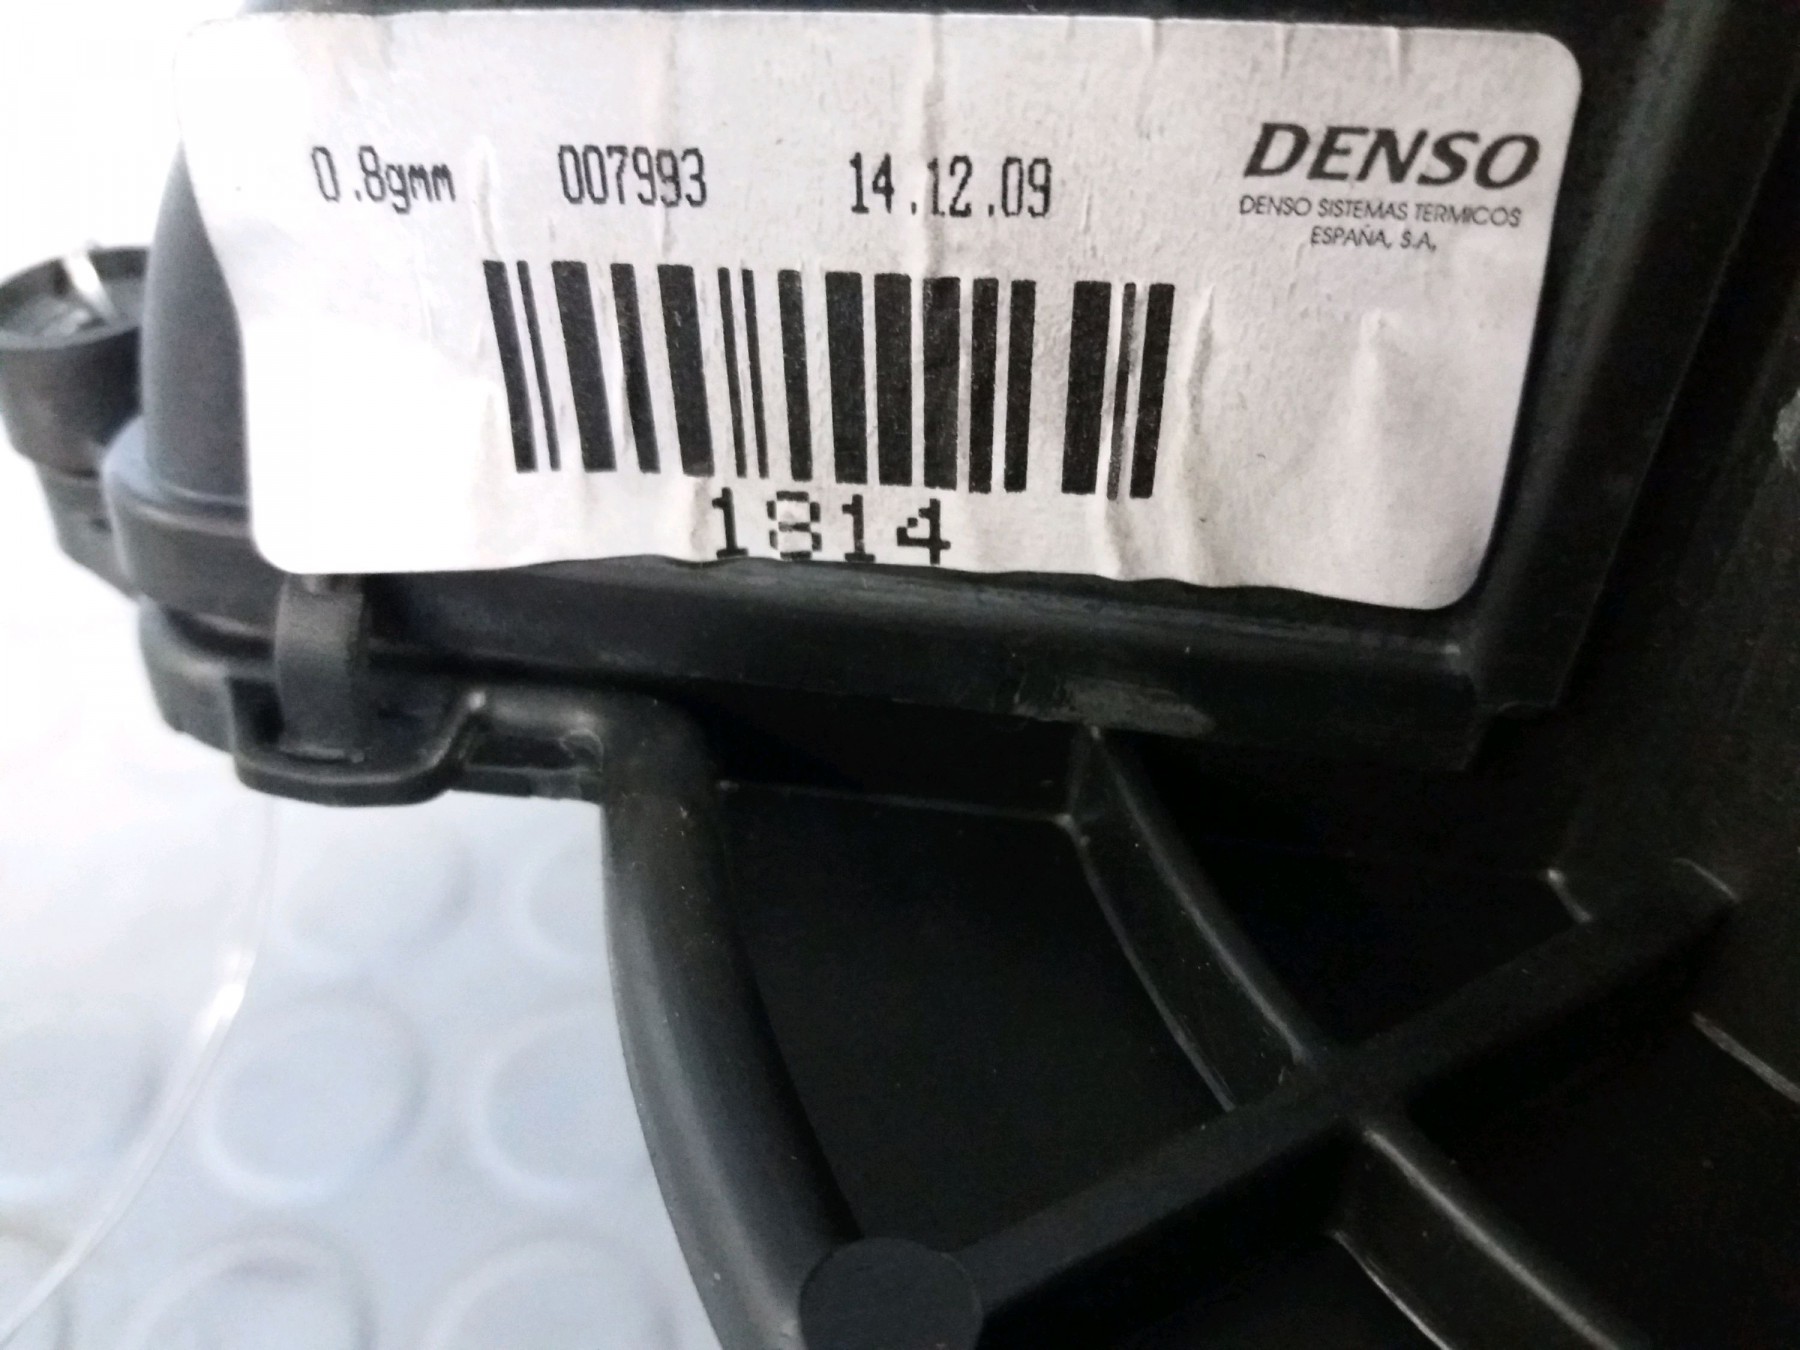 0.8gmm 007993 14.12.09
DENSO
DENSO SISTEMAS TERMICOS
ESPAÑA, S.A,
1814